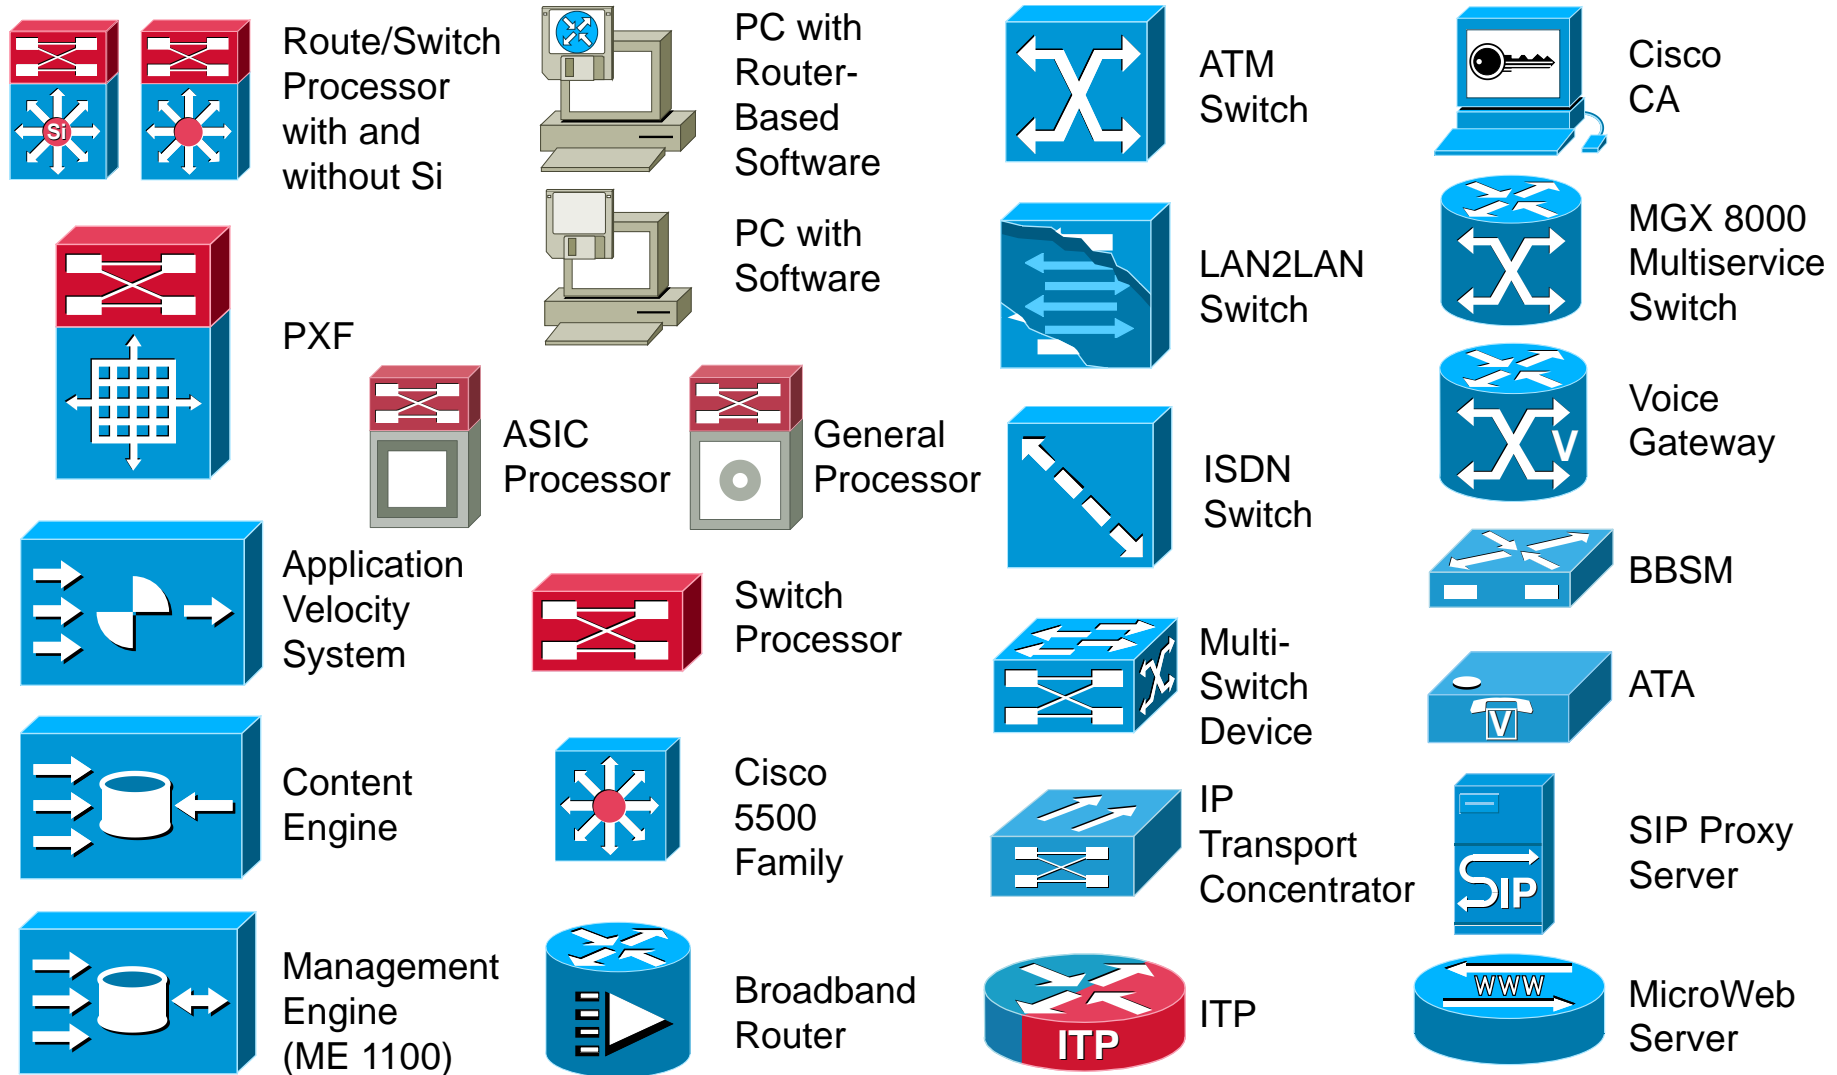 Si
Route/Switch
Processor
with and
without Si
PXF
ASIC
Processor
General
Processor
Application
Velocity
System
Content
Engine
Management
Engine
(ME 1100)
PC with
Router-
Based
Software
PC with
Software
Switch
Processor
Cisco
5500
Family
Broadband
Router
ATM
Switch
LAN2LAN
Switch
ISDN
Switch
Multi-
Switch
Device
IP
Transport
Concentrator
ITP
ITP
Cisco
CA
MGX 8000
Multiservice
Switch
V
Voice
Gateway
BBSM
V
ATA
SIP
SIP Proxy
Server
WWW
MicroWeb
Server